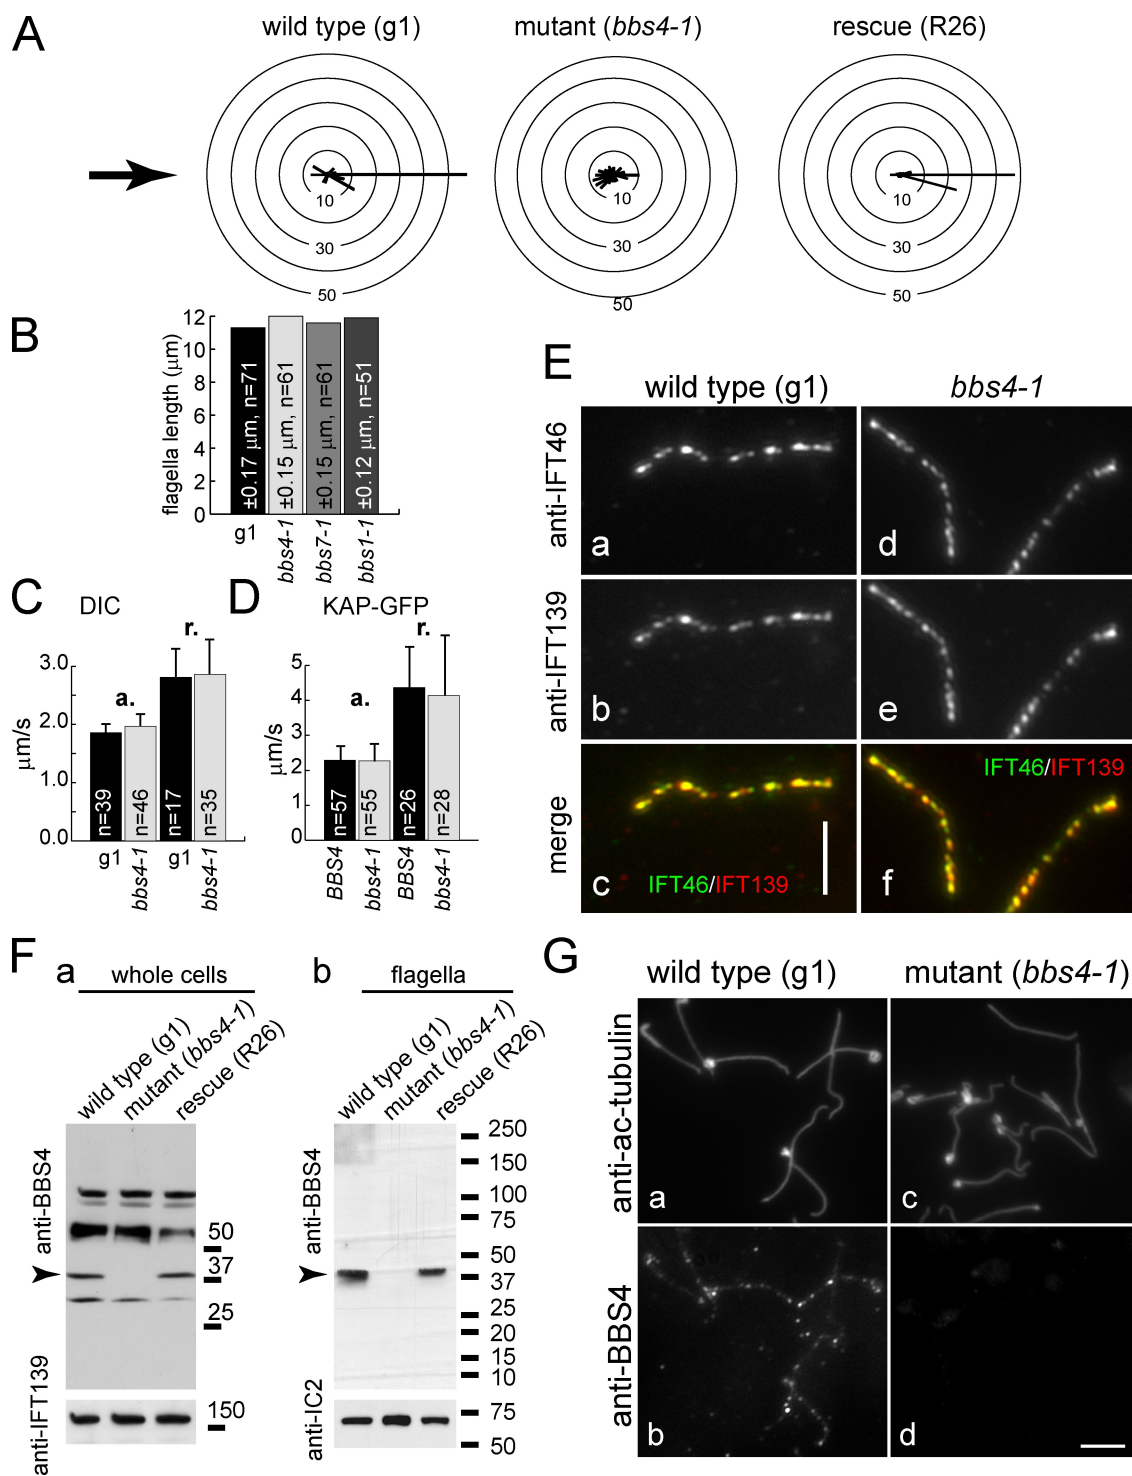 A
wild type (g1)
mutant (bbs4-1)
rescue (R26)
10
30
50
10
30
50
10
30
50
B
flagella length (µm)
12
10
8
6
4
2
0
±0.17 µm, n=71
±0.15 µm, n=61
±0.15 µm, n=61
±0.12 µm, n=51
g1
bbs4-1
bbs7-1
bbs1-1
C
DIC
µm/s
3.0
2.0
1.0
0.0
a.
r.
n=39
n=46
n=17
n=35
g1
bbs4-1
g1
bbs4-1
D
KAP-GFP
µm/s
5
4
3
2
1
0
a.
r.
n=57
n=55
n=26
n=28
BBS4
bbs4-1
BBS4
bbs4-1
E
wild type (g1)
bbs4-1
anti-IFT46
a
d
anti-IFT139
b
e
merge
IFT46/IFT139
c
IFT46/IFT139
f
F
a
whole cells
wild type (g1)
mutant (bbs4-1)
rescue (R26)
anti-BBS4
50
37
25
anti-IFT139
150
b
flagella
wild type (g1)
mutant (bbs4-1)
rescue (R26)
anti-BBS4
250
150
100
75
50
37
25
20
15
10
anti-IC2
75
50
G
wild type (g1)
mutant (bbs4-1)
anti-ac-tubulin
a
c
anti-BBS4
b
d